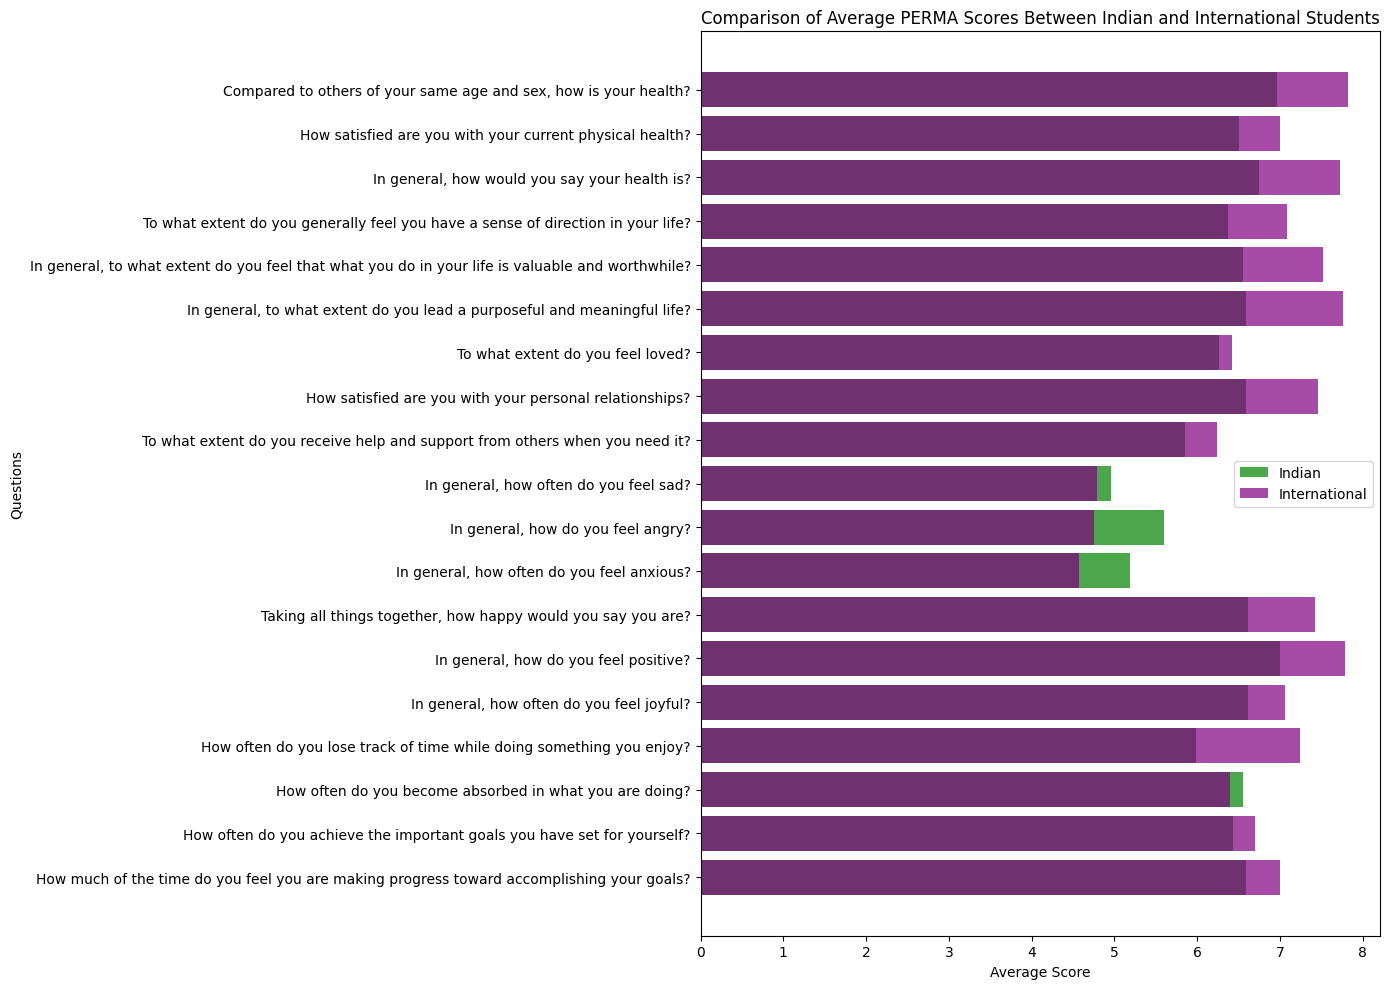 Comparison of Average PERMA Scores Between Indian and International Students
Compared to others of your same age and sex, how is your health?
How satisfied are you with your current physical health?
In general, how would you say your health is?
To what extent do you generally feel you have a sense of direction in your life?
In general, to what extent do you feel that what you do in your life is valuable and worthwhile?
In general, to what extent do you lead a purposeful and meaningful life?
To what extent do you feel loved?
How satisfied are you with your personal relationships?
To what extent do you receive help and support from others when you need it?
In general, how often do you feel sad?
In general, how do you feel angry?
In general, how often do you feel anxious?
Taking all things together, how happy would you say you are?
In general, how do you feel positive?
In general, how often do you feel joyful?
How often do you lose track of time while doing something you enjoy?
How often do you become absorbed in what you are doing?
How often do you achieve the important goals you have set for yourself?
How much of the time do you feel you are making progress toward accomplishing your goals?
Questions
Indian
International
0 1 2 3 4 5 6 7 8
Average Score